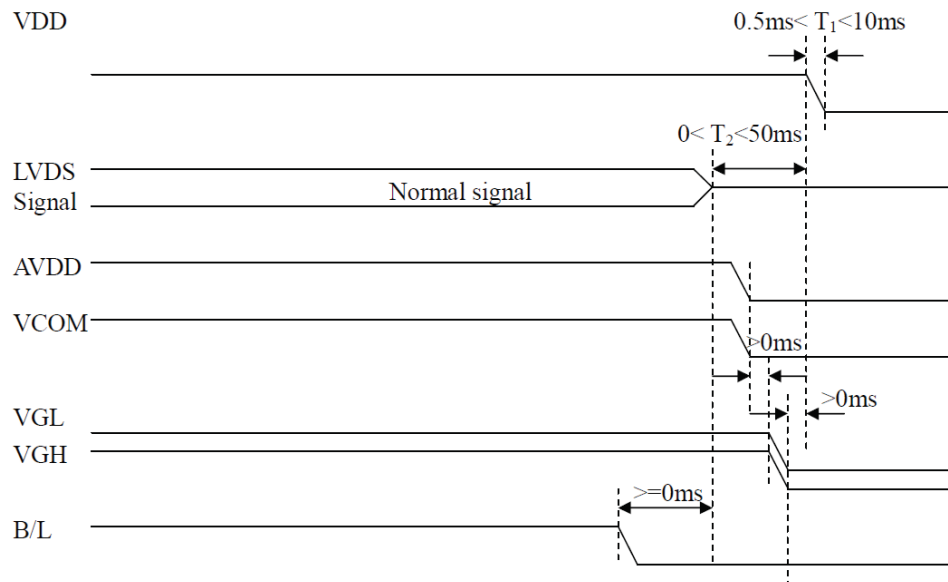 VDD
0.5ms< T1<10ms
0< T2<50ms
LVDS
Signal
Normal signal
AVDD
VCOM
>0ms
>0ms
VGL
VGH
>=0ms
B/L